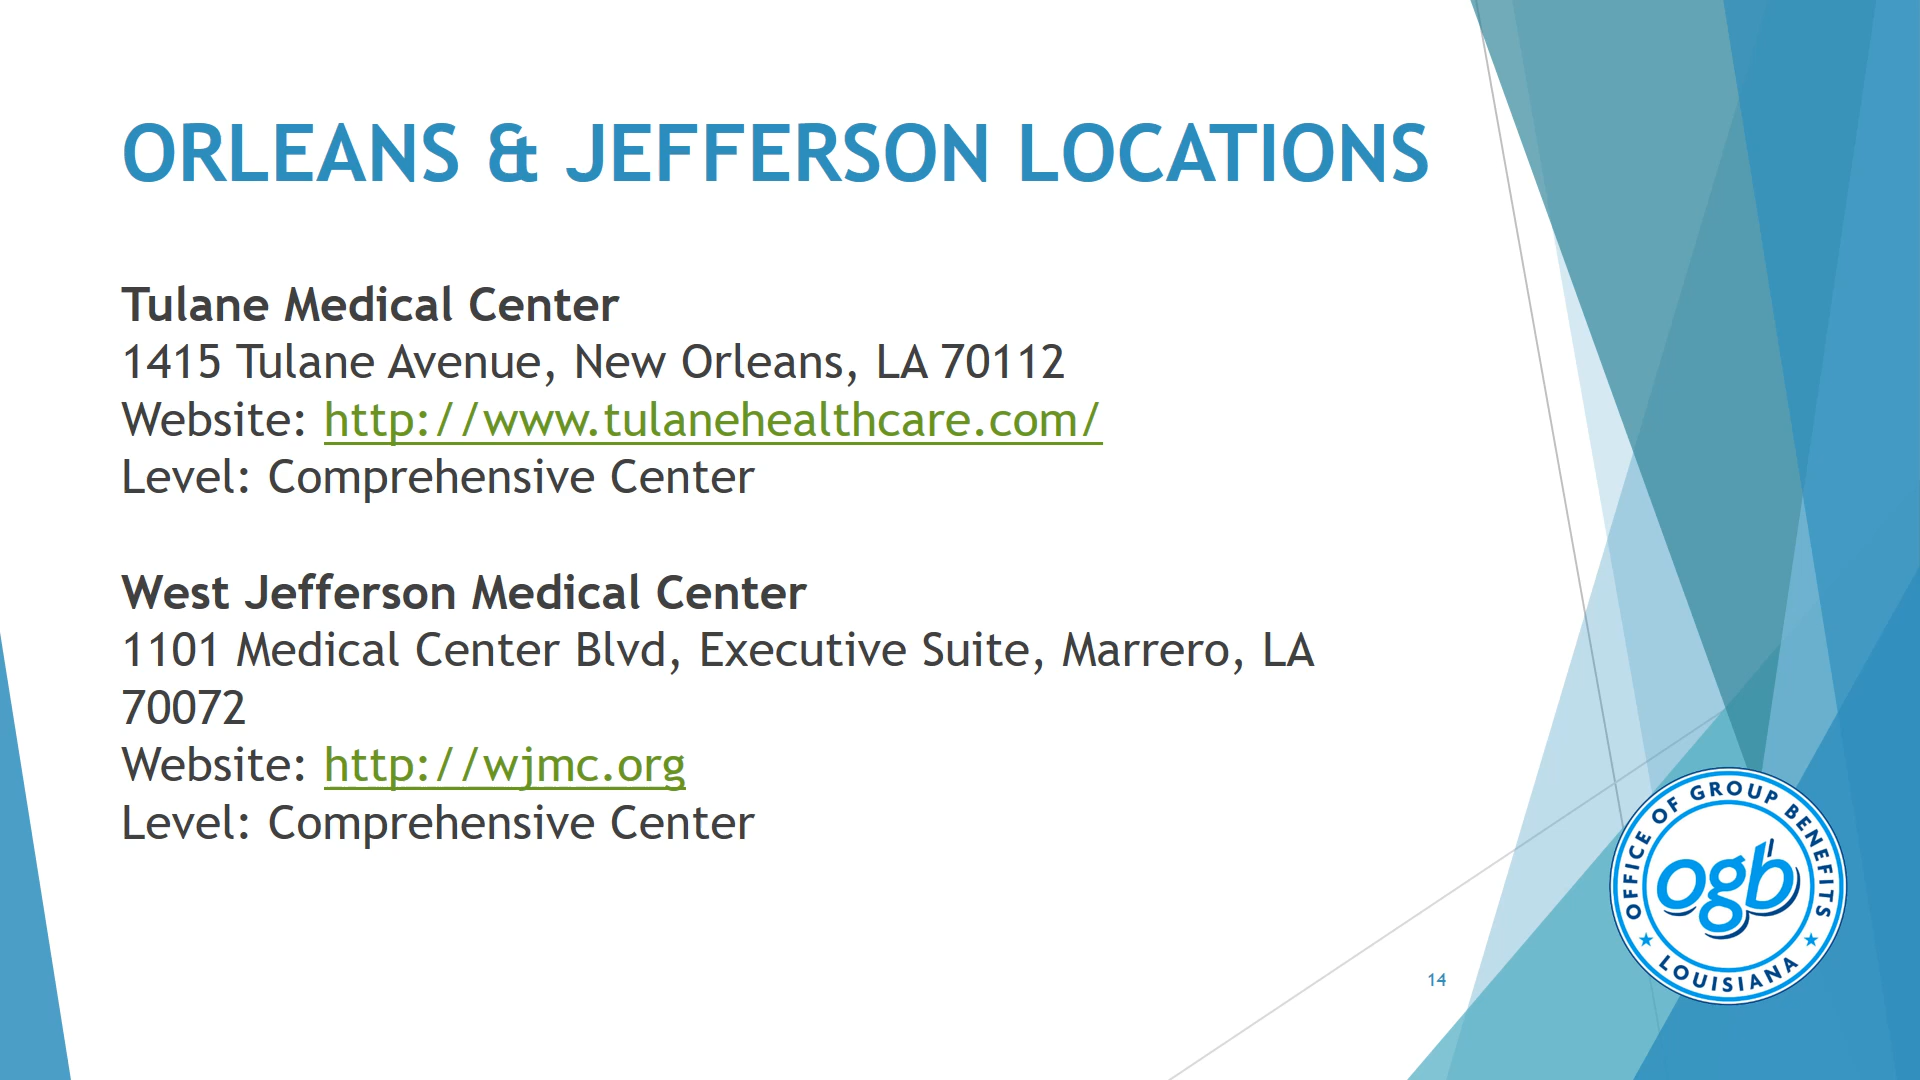 ORLEANS & JEFFERSON LOCATIONS
Tulane Medical Center
1415 Tulane Avenue, New Orleans, LA 70112
Website: http://www.tulanehealthcare.com/
Level: Comprehensive Center
West Jefferson Medical Center
1101 Medical Center Blvd, Executive Suite, Marrero, LA
70072
Website: http://wjmc.org
Level: Comprehensive Center
OFFICE OF GROUP BENEFITS
ogb
LOUISIANA
14